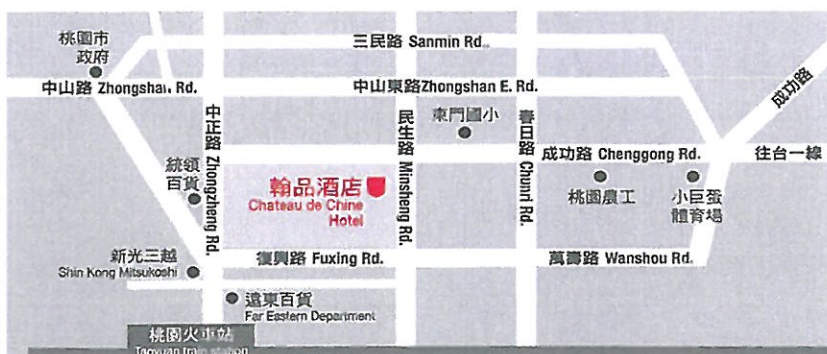 三民路 Sanmin Rd.
桃園市
政府
中山路 Zhongshan Rd.
中山東路Zhongshan E. Rd.
成功路
中正路 Zhongzheng Rd.
民生路 Minsheng Rd.
東門國小
春日路 Chunri Rd.
成功路 Chenggong Rd.
往台一線
統領
百貨
翰品酒店
Chateau de Chine
Hotel
桃園農工
小巨蛋
體育場
新光三越
Shin Kong Mitsukoshi
復興路 Fuxing Rd.
萬壽路 Wanshou Rd.
遠東百貨
Far Eastern Department
桃園火車站
Taoyuan train station